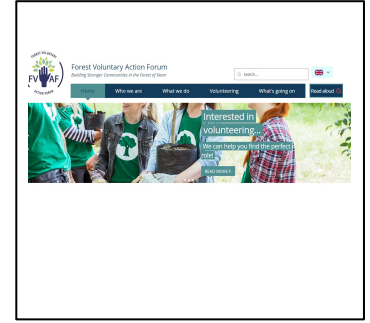 FOREST VOLUNTARY
FVAF
ACTION FORUM
Forest Voluntary Action Forum
Building Stronger Communities in the Forest of Dean
Search...
Home
Who we are
What we do
Volunteering
What's going on
Read aloud
Interested in
volunteering...
We can help you find the perfect
role!
READ MORE